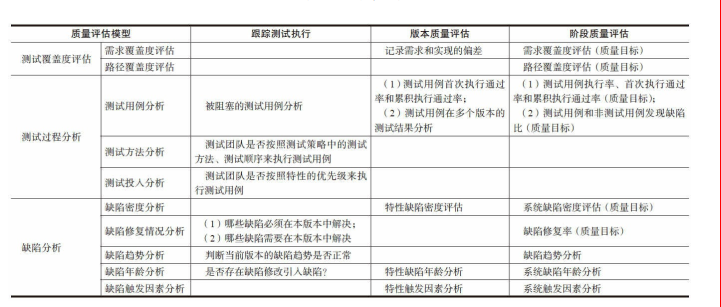 质量评估模型 跟踪测试执行 版本质量评估 阶段质量评估
测试覆盖度评估 需求覆盖度评估 记录需求和实现的偏差 需求覆盖度评估(质量目标)
路径覆盖度评估 路径覆盖度评估(质量目标)
测试过程分析
测试用例分析
被阻塞的测试用例分析
(1)测试用例首次执行通过
率和累积执行通过率;
(2)测试用例在多个版本的
测试结果分析
(1)测试用例执行率、首次执行通过
率和累积执行通过率(质量目标);
(2)测试用例和非测试用例发现缺陷
比(质量目标)
测试方法分析
测试团队是否按照测试策略中的测试
方法、测试顺序来执行测试用例
测试投入分析
测试团队是否按照特性的优先级来执
行测试用例
缺陷分析
缺陷密度分析 特性缺陷密度评估 系统缺陷密度评估(质量目标)
缺陷修复情况分析
(1)哪些缺陷必须在本版本中解决;
(2)哪些缺陷需要在本版本中解决
缺陷修复率(质量目标)
缺陷趋势分析 判断当前版本的缺陷趋势是否正常 缺陷趋势分析
缺陷年龄分析 是否存在缺陷修改引入缺陷? 特性缺陷年龄分析 系统缺陷年龄分析
缺陷触发因素分析 特性触发因素分析 系统触发因素分析